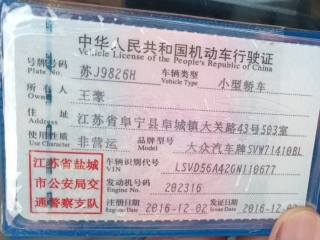 中华人民共和国机动车行驶证
Vehicle License of the People's Republic of China
号牌号码 Plate No. 苏J9826H 车辆类型 Vehicle Type 小型轿车
所有人 Owner 王豪
住址 Address 江苏省阜宁县阜城镇大关路43号503室
使用性质 Use Character 非营运 品牌型号 Model 大众汽车牌SVW71410BL
江苏省盐城市公安局交通警察支队
车辆识别代号 VIN LSVD56A42GN110677
发动机号码 Engine No. 202316
注册日期 Register Date 2016-12-02 发证日期 Issue Date 2016-12-02